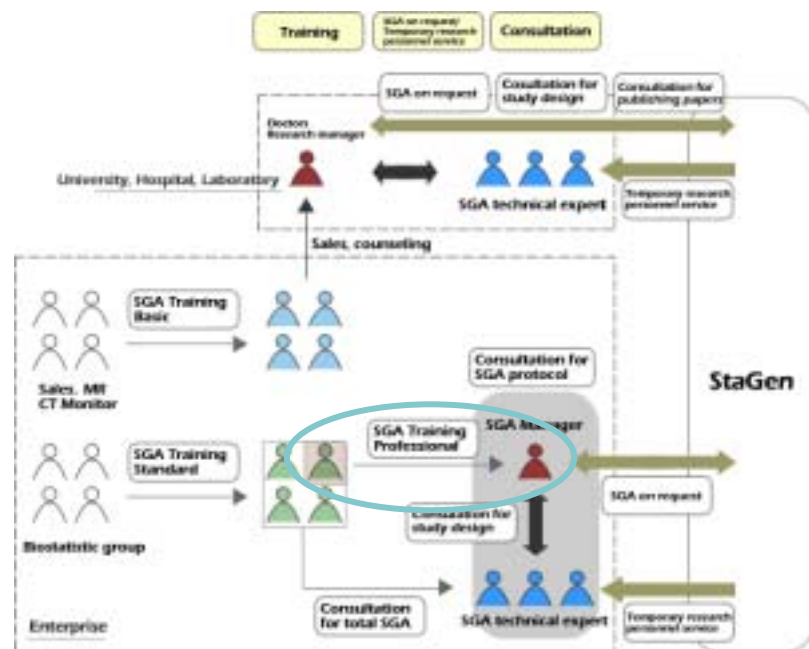 Training
SGA on request/
Temporary research
personnel service
Consultation
SGA on request
Cosultation for
study design
Consultation for
publishing papers
Doctors
Research manager
University, Hospital, Laboratory
SGA technical expert
Temporary research
personnel service
Sales, counseling
SGA Training
Basic
Sales. MR
CT Monitor
Consultation for
SGA protocol
StaGen
SGA Manager
SGA Training
Professional
SGA Training
Standard
SGA on request
Consultation for
study design
Biostatistic group
Consultation
for total SGA
SGA technical expert
Temporary research
personnel service
Enterprise